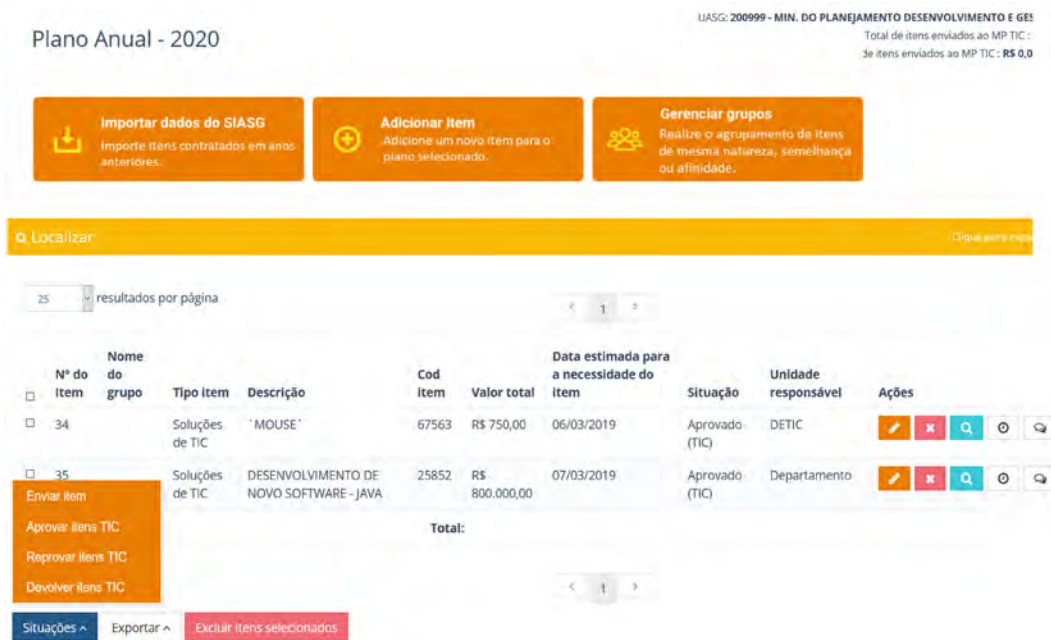 UASG: 200999 - MIN. DO PLANEJAMENTO DESENVOLVIMENTO E GES
Plano Anual - 2020
Total de itens enviados ao MP TIC :
de itens enviados ao MP TIC : R$ 0,0
Importar dados do SIASG
Importe itens contratados em anos
anteriores.
Adicionar item
Adicione um novo item para o
plano selecionado.
Gerenciar grupos
Realize o agrupamento de itens
de mesma natureza, semelhança
ou afinidade.
Localizar
Clique para
25 resultados por página
< 1 >
Nº do
item
Nome
do
grupo
Tipo item
Descrição
Cod
item
Valor total
Data estimada para
a necessidade do
item
Situação
Unidade
responsável
Ações
34
Soluções
de TIC
´MOUSE´
67563
R$ 750,00
06/03/2019
Aprovado
(TIC)
DETIC
35
Soluções
de TIC
DESENVOLVIMENTO DE
NOVO SOFTWARE - JAVA
25852
R$
800.000,00
07/03/2019
Aprovado
(TIC)
Departamento
Enviar item
Aprovar itens TIC
Reprovar itens TIC
Devolver itens TIC
Total:
< 1 >
Situações
Exportar
Excluir itens selecionados